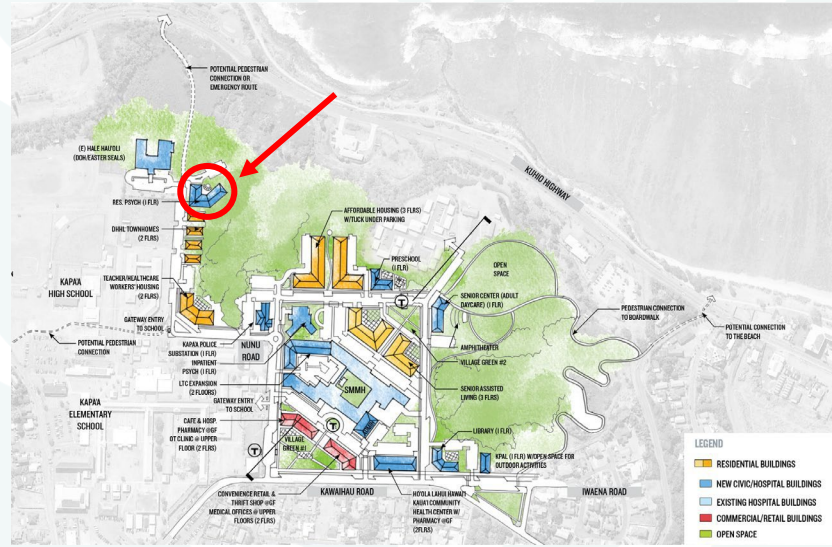 POTENTIAL PEDESTRIAN
CONNECTION OR
EMERGENCY ROUTE
(E) HALE HAU'OLI
(DOH/EASTER SEALS)
RES. PSYCH (1 FLR)
DHHL TOWNHOMES
(2 FLRS)
TEACHER/HEALTHCARE
WORKERS' HOUSING
(2 FLRS)
KAPA'A
HIGH SCHOOL
GATEWAY ENTRY
TO SCHOOL
POTENTIAL PEDESTRIAN
CONNECTION
KAPAA POLICE
SUBSTATION (1 FLR)
NUNU
ROAD
INPATIENT
PSYCH (1 FLR)
LTC EXPANSION
(2 FLOORS)
GATEWAY ENTRY
TO SCHOOL
KAPA'A
ELEMENTARY
SCHOOL
CAFE & HOSP.
PHARMACY @GF
OT CLINIC @ UPPER
FLOOR (2 FLRS)
VILLAGE
GREEN #1
CONVENIENCE RETAIL &
THRIFT SHOP @GF
MEDICAL OFFICES @ UPPER
FLOORS (2 FLRS)
KAWAIHAU ROAD
HO'OLA LAHUI HAWAI'I
KAUAI COMMUNITY
HEALTH CENTER W/
PHARMACY @GF
(2FLRS)
SMMH
T
T
T
AFFORDABLE HOUSING (3 FLRS)
W/TUCK UNDER PARKING
PRESCHOOL
(1 FLR)
KUHIO HIGHWAY
OPEN
SPACE
SENIOR CENTER (ADULT
DAYCARE) (1 FLR)
AMPHITHEATER
VILLAGE GREEN #2
SENIOR ASSISTED
LIVING (3 FLRS)
LIBRARY (1 FLR)
KPAL (1 FLR) W/OPEN SPACE FOR
OUTDOOR ACTIVITIES
IWAENA ROAD
PEDESTRIAN CONNECTION
TO BOARDWALK
POTENTIAL CONNECTION
TO THE BEACH
LEGEND
RESIDENTIAL BUILDINGS
NEW CIVIC/HOSPITAL BUILDINGS
EXISTING HOSPITAL BUILDINGS
COMMERCIAL/RETAIL BUILDINGS
OPEN SPACE